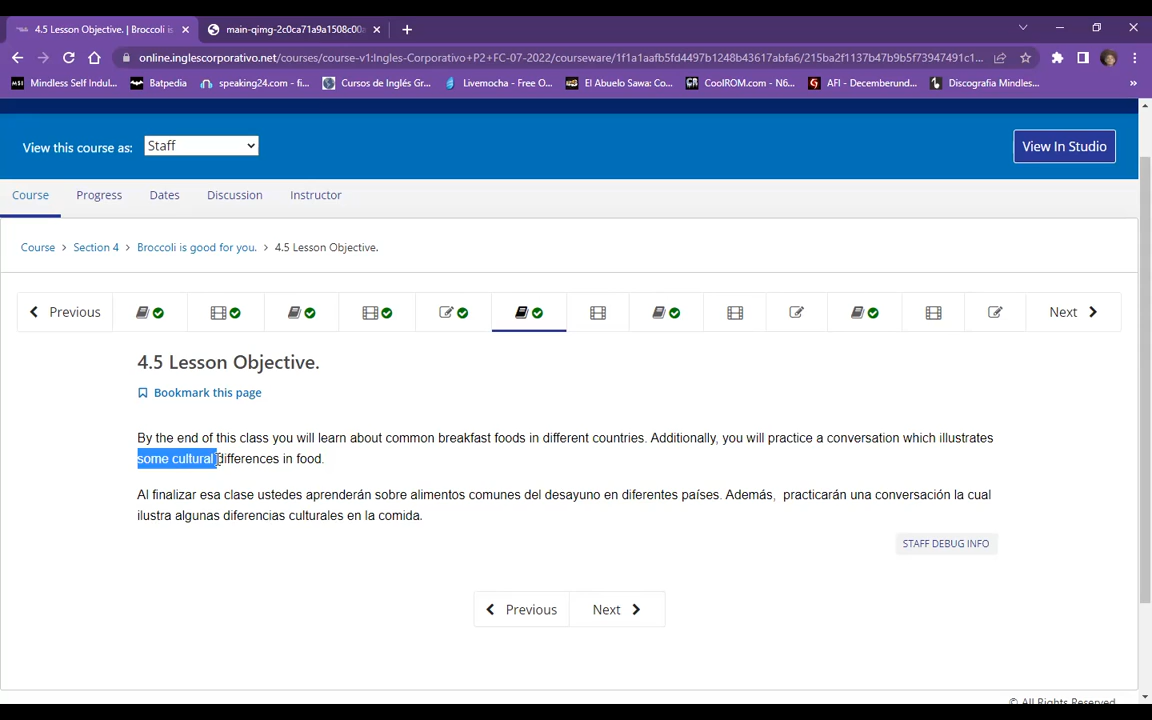 4.5 Lesson Objective. | Broccoli is
main-qimg-2c0ca71a9a1508c00
online.inglescorporativo.net/courses/course-v1:Ingles-Corporativo+P2+FC-07-2022/courseware/1f1a1aafb5fd4497b1248b43617abfa6/215ba2f1137b47b9b5f73947491c1...
Mindless Self Indul... Batpedia speaking24.com - fi... Cursos de Inglés Gr... Livemocha - Free O... El Abuelo Sawa: Co... CoolROM.com - N6... AFI - Decemberund... Discografia Mindles... »
View this course as: Staff View In Studio
Course Progress Dates Discussion Instructor
Course > Section 4 > Broccoli is good for you. > 4.5 Lesson Objective.
Previous Next
4.5 Lesson Objective.
Bookmark this page
By the end of this class you will learn about common breakfast foods in different countries. Additionally, you will practice a conversation which illustrates
some cultural differences in food.
Al finalizar esa clase ustedes aprenderán sobre alimentos comunes del desayuno en diferentes países. Además, practicarán una conversación la cual
ilustra algunas diferencias culturales en la comida.
STAFF DEBUG INFO
Previous Next
© All Rights Reserved